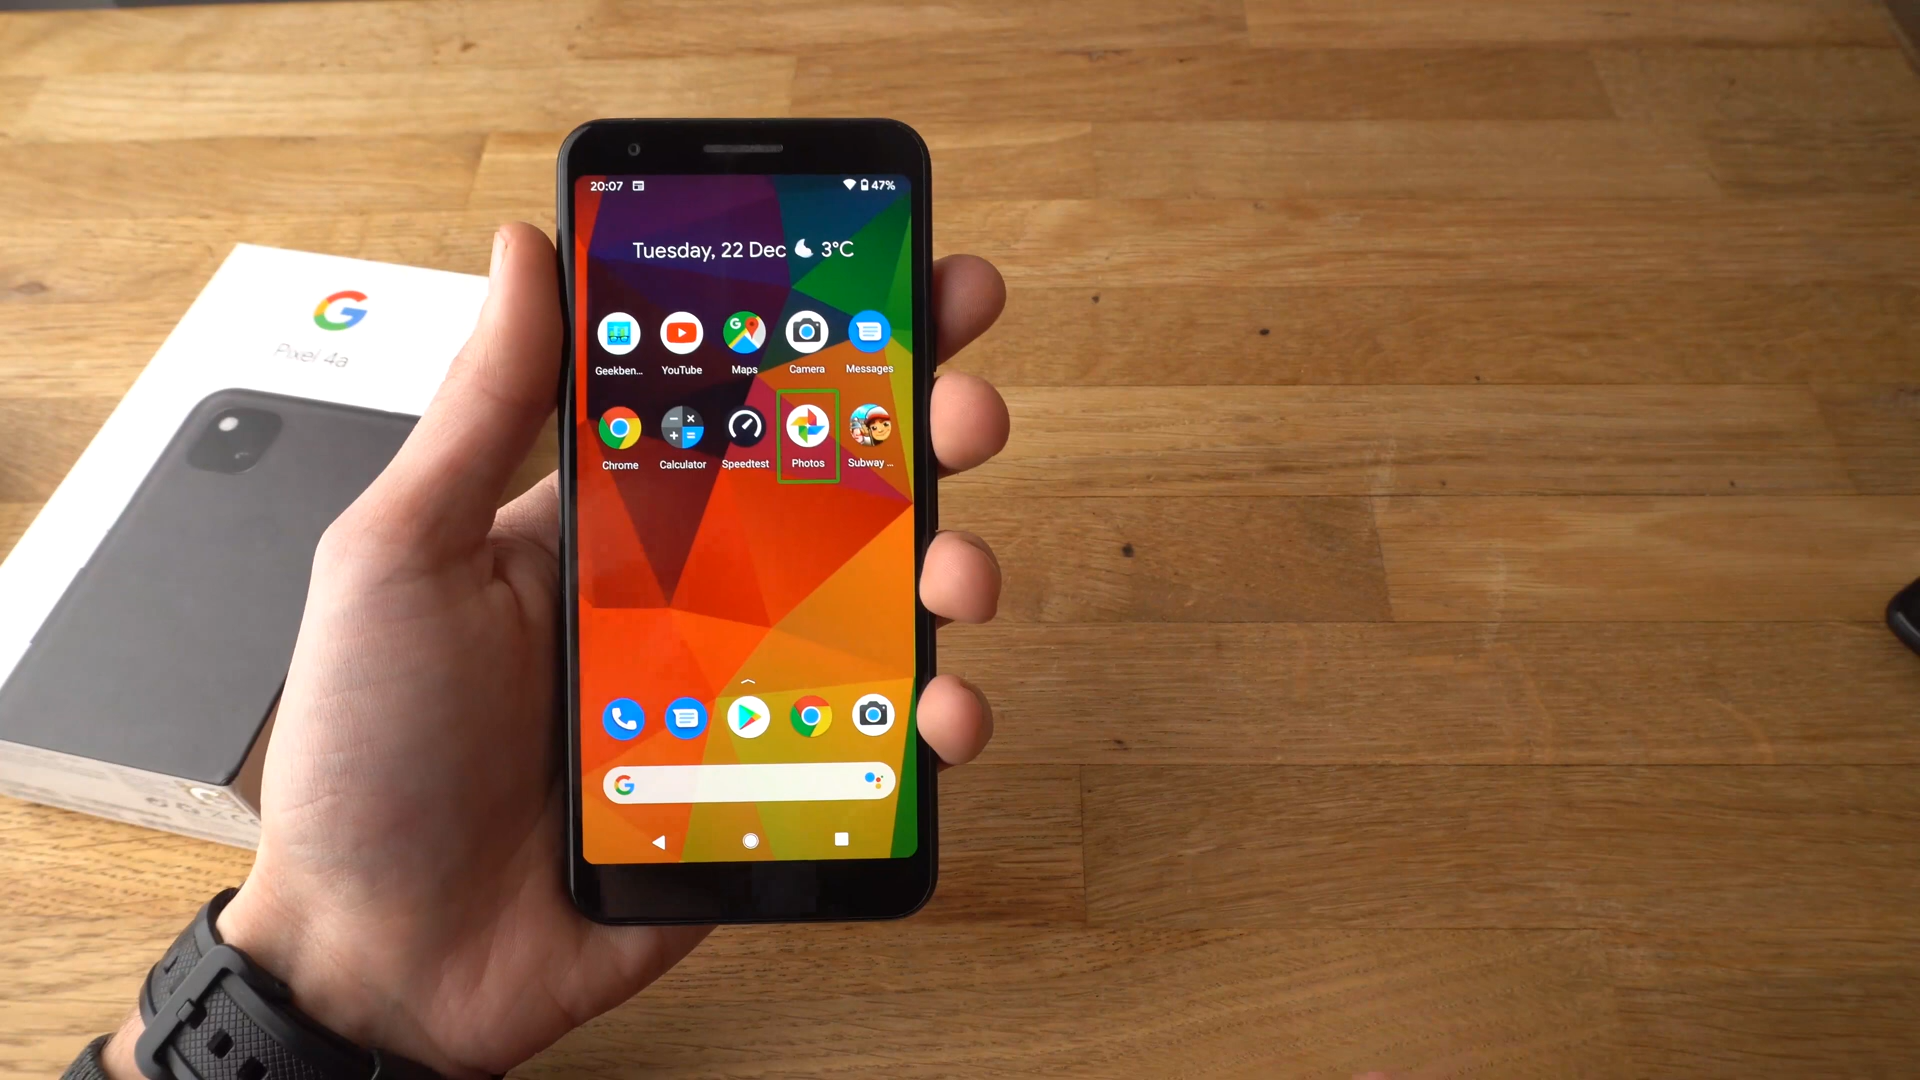 20:07 47%
Tuesday, 22 Dec 3°C
Geekben... YouTube Maps Camera Messages
Chrome Calculator Speedtest Photos Subway ...
G
Pixel 4a